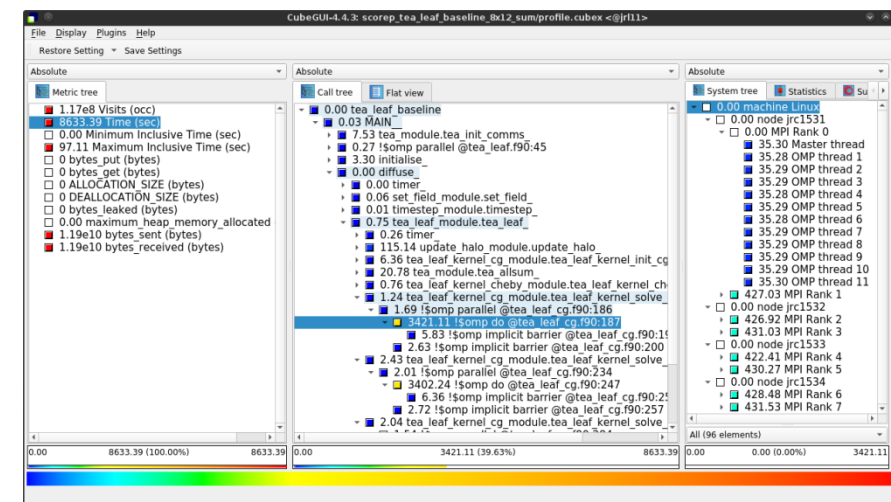 CubeGUI-4.4.3: scorep_tea_leaf_baseline_8x12_sum/profile.cubex <@jrl11>
File Display Plugins Help
Restore Setting Save Settings
Absolute
Metric tree
1.17e8 Visits (occ)
8633.39 Time (sec)
0.00 Minimum Inclusive Time (sec)
97.11 Maximum Inclusive Time (sec)
0 bytes_put (bytes)
0 bytes_get (bytes)
0 ALLOCATION_SIZE (bytes)
0 DEALLOCATION_SIZE (bytes)
0 bytes_leaked (bytes)
0.00 maximum_heap_memory_allocated
1.19e10 bytes_sent (bytes)
1.19e10 bytes_received (bytes)
0.00 8633.39 (100.00%) 8633.39
Absolute
Call tree Flat view
0.00 tea_leaf_baseline
0.03 MAIN__
7.53 tea_module.tea_init_comms_
0.27 !$omp parallel @tea_leaf.f90:45
3.30 initialise_
0.00 diffuse_
0.00 timer_
0.06 set_field_module.set_field_
0.01 timestep_module.timestep_
0.75 tea_leaf_module.tea_leaf_
0.26 timer_
115.14 update_halo_module.update_halo_
6.36 tea_leaf_kernel_cg_module.tea_leaf_kernel_init_cg
20.78 tea_module.tea_allsum_
0.76 tea_leaf_kernel_cheby_module.tea_leaf_kernel_ch
1.24 tea_leaf_kernel_cg_module.tea_leaf_kernel_solve_
1.69 !$omp parallel @tea_leaf_cg.f90:186
3421.11 !$omp do @tea_leaf_cg.f90:187
5.83 !$omp implicit barrier @tea_leaf_cg.f90:19
2.63 !$omp implicit barrier @tea_leaf_cg.f90:200
2.43 tea_leaf_kernel_cg_module.tea_leaf_kernel_solve_
2.01 !$omp parallel @tea_leaf_cg.f90:234
3402.24 !$omp do @tea_leaf_cg.f90:247
6.36 !$omp implicit barrier @tea_leaf_cg.f90:25
2.72 !$omp implicit barrier @tea_leaf_cg.f90:257
2.04 tea_leaf_kernel_cg_module.tea_leaf_kernel_solve_
0.00 3421.11 (39.63%) 8633.39
Absolute
System tree Statistics Su
0.00 machine Linux
0.00 node jrc1531
0.00 MPI Rank 0
35.30 Master thread
35.28 OMP thread 1
35.29 OMP thread 2
35.29 OMP thread 3
35.28 OMP thread 4
35.29 OMP thread 5
35.28 OMP thread 6
35.29 OMP thread 7
35.29 OMP thread 8
35.29 OMP thread 9
35.29 OMP thread 10
35.30 OMP thread 11
427.03 MPI Rank 1
0.00 node jrc1532
426.92 MPI Rank 2
431.03 MPI Rank 3
0.00 node jrc1533
422.41 MPI Rank 4
430.27 MPI Rank 5
0.00 node jrc1534
428.48 MPI Rank 6
431.53 MPI Rank 7
All (96 elements)
0.00 0.00 (0.00%) 3421.11